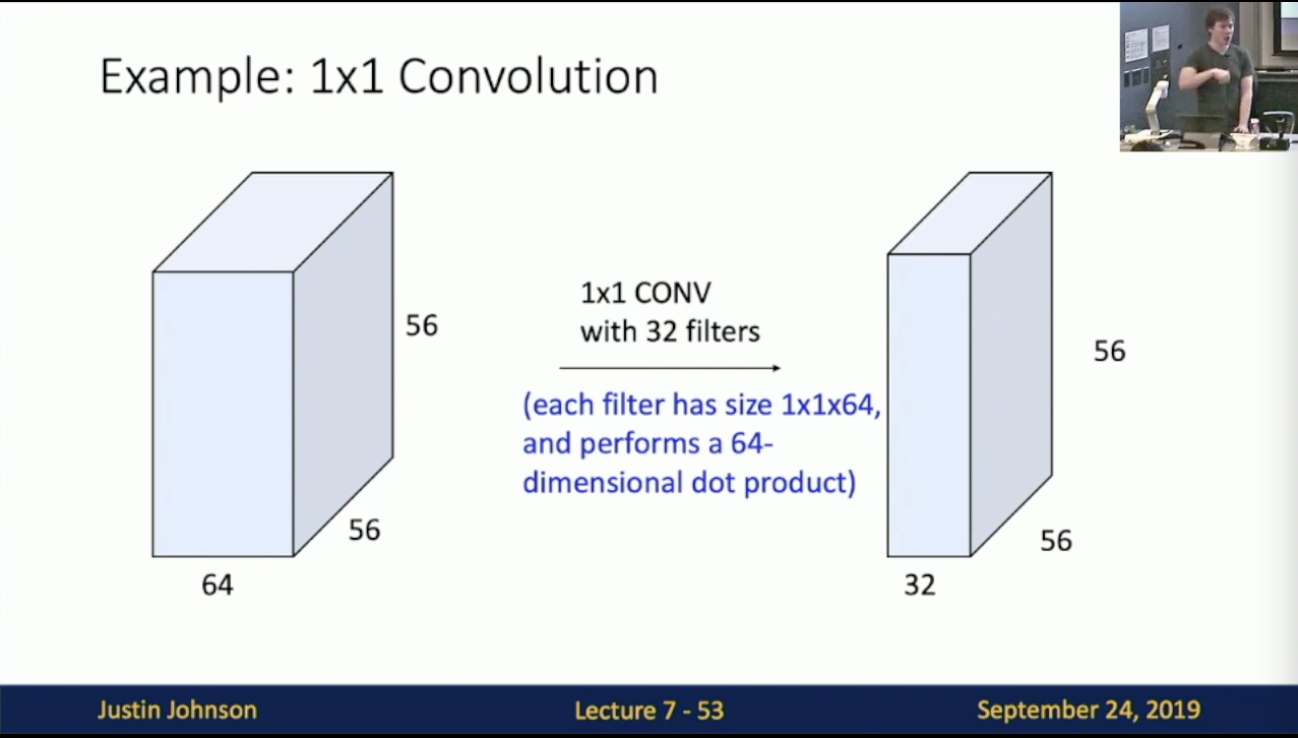 Example: 1x1 Convolution
56
56
64
1x1 CONV
with 32 filters
(each filter has size 1x1x64,
and performs a 64-
dimensional dot product)
56
56
32
Justin Johnson
Lecture 7 - 53
September 24, 2019